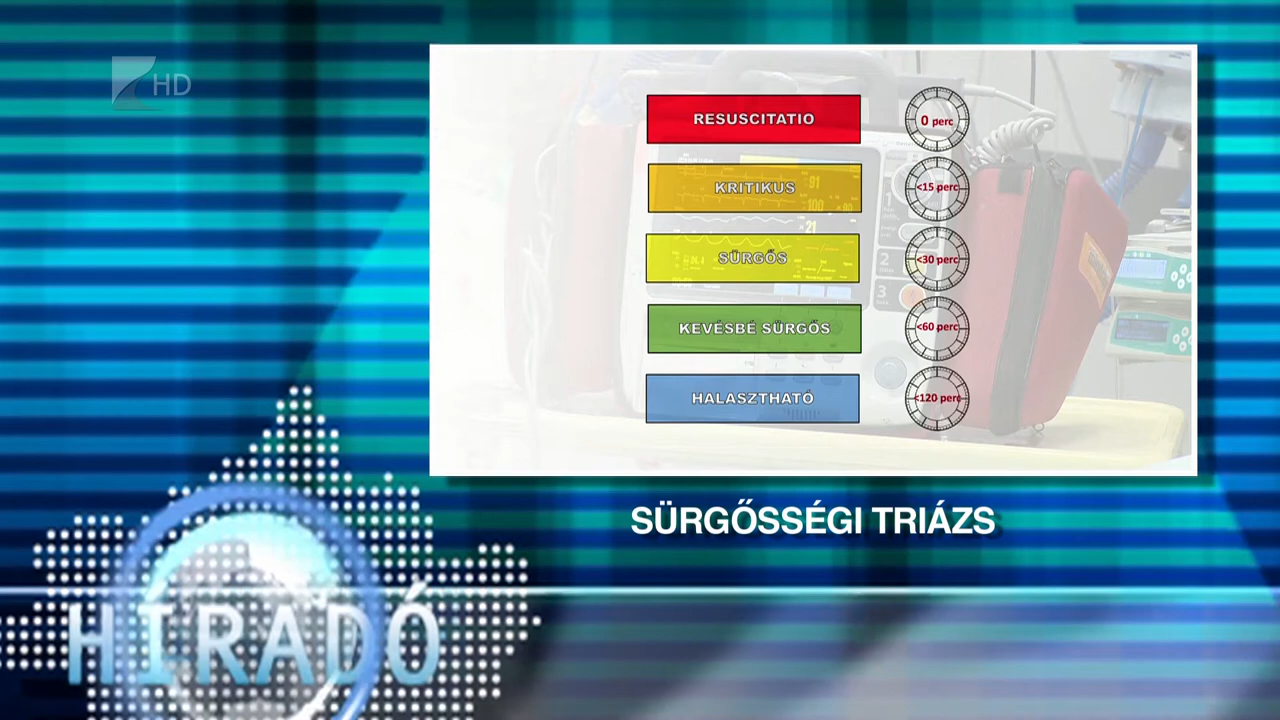 HD
RESUSCITATIO
0 perc
KRITIKUS
<15 perc
SÜRGŐS
<30 perc
KEVÉSBÉ SÜRGŐS
<60 perc
HALASZTHATÓ
<120 perc
SÜRGŐSSÉGI TRIÁZS
HIRADÓ